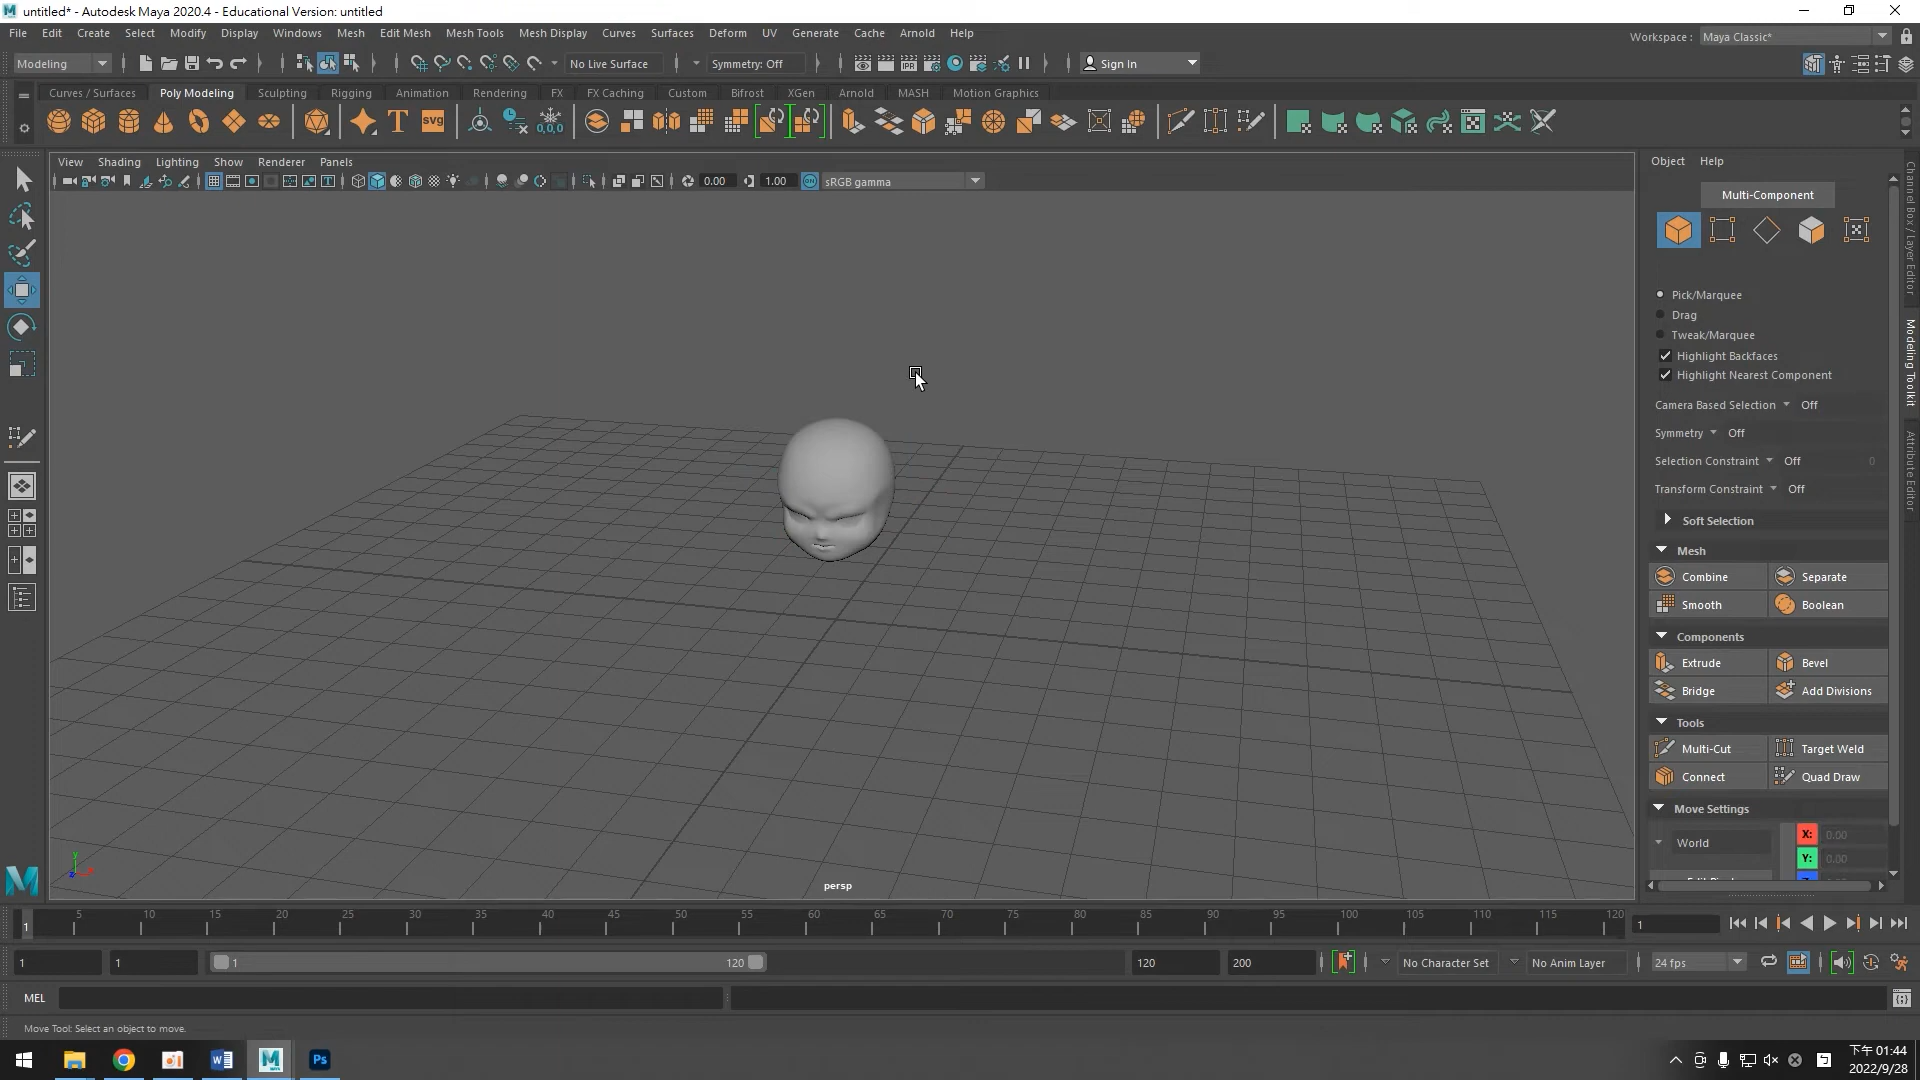 untitled* - Autodesk Maya 2020.4 - Educational Version: untitled
File Edit Create Select Modify Display Windows Mesh Edit Mesh Mesh Tools Mesh Display Curves Surfaces Deform UV Generate Cache Arnold Help
Workspace : Maya Classic*
Modeling No Live Surface Symmetry: Off IPR Sign In
Curves / Surfaces Poly Modeling Sculpting Rigging Animation Rendering FX FX Caching Custom Bifrost XGen Arnold MASH Motion Graphics
T SVG 0,0,0
View Shading Lighting Show Renderer Panels
0.00 1.00 ON sRGB gamma
Object Help
Multi-Component
Pick/Marquee
Drag
Tweak/Marquee
Highlight Backfaces
Highlight Nearest Component
Camera Based Selection Off
Symmetry Off
Selection Constraint Off 0
Transform Constraint Off
Soft Selection
Mesh
Combine Separate
Smooth Boolean
Components
Extrude Bevel
Bridge Add Divisions
Tools
Multi-Cut Target Weld
Connect Quad Draw
Move Settings
World X: 0.00
Y: 0.00
Channel Box / Layer Editor
Modeling Toolkit
Attribute Editor
y
z
persp
1 5 10 15 20 25 30 35 40 45 50 55 60 65 70 75 80 85 90 95 100 105 110 115 120 1
1 1 1 120 120 200 No Character Set No Anim Layer 24 fps
MEL
Move Tool: Select an object to move.
W M Ps
下午 01:44
2022/9/28